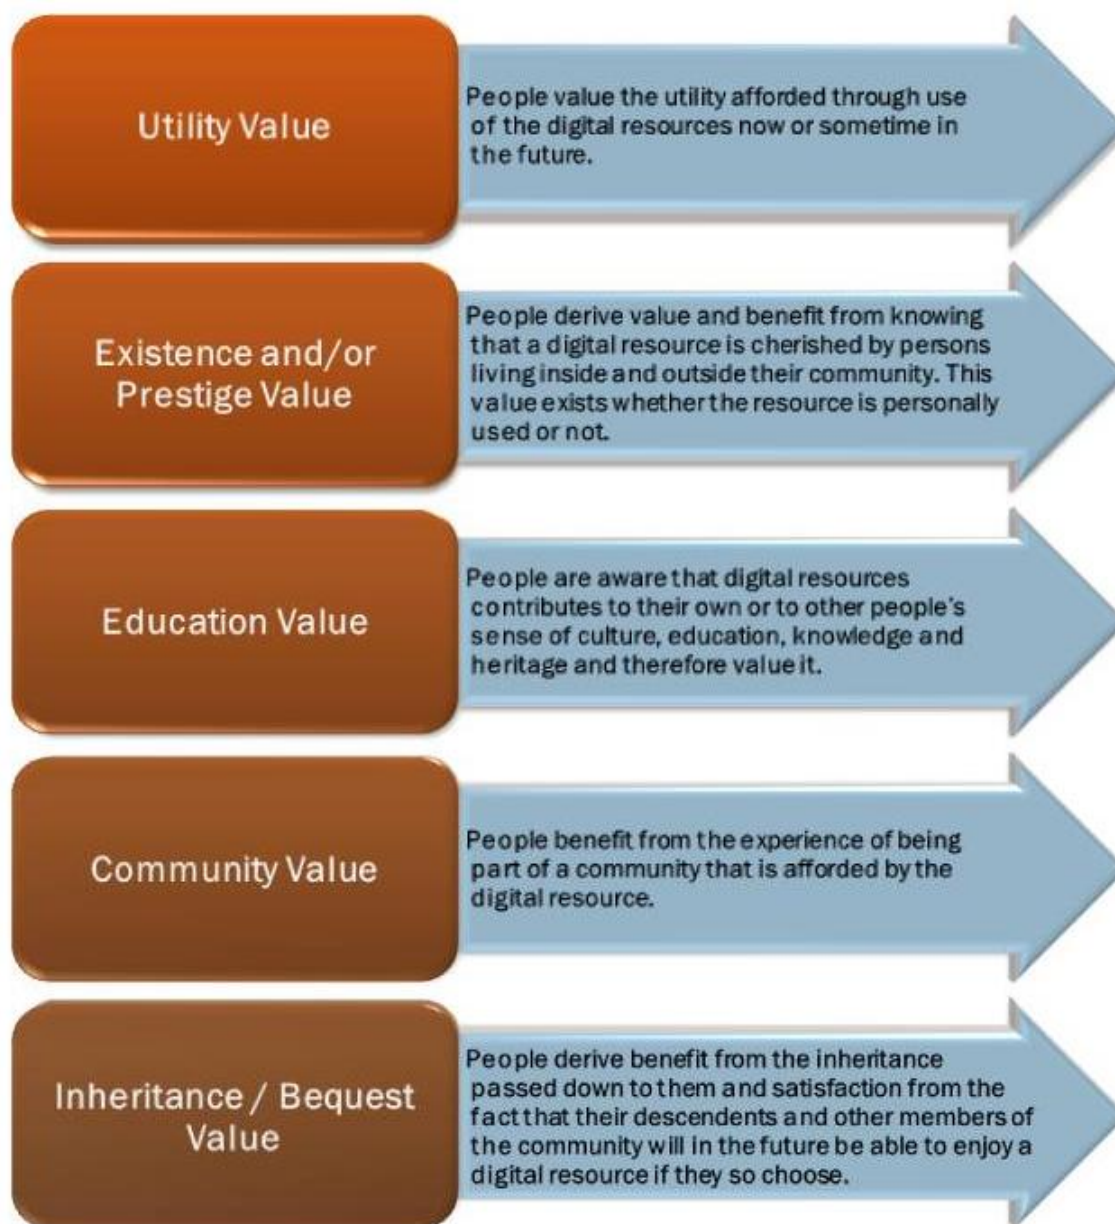 Utility Value
People value the utility afforded through use
of the digital resources now or sometime in
the future.
Existence and/or
Prestige Value
People derive value and benefit from knowing
that a digital resource is cherished by persons
living inside and outside their community. This
value exists whether the resource is personally
used or not.
Education Value
People are aware that digital resources
contributes to their own or to other people's
sense of culture, education, knowledge and
heritage and therefore value it.
Community Value
People benefit from the experience of being
part of a community that is afforded by the
digital resource.
Inheritance / Bequest
Value
People derive benefit from the inheritance
passed down to them and satisfaction from the
fact that their descendents and other members of
the community will in the future be able to enjoy a
digital resource if they so choose.